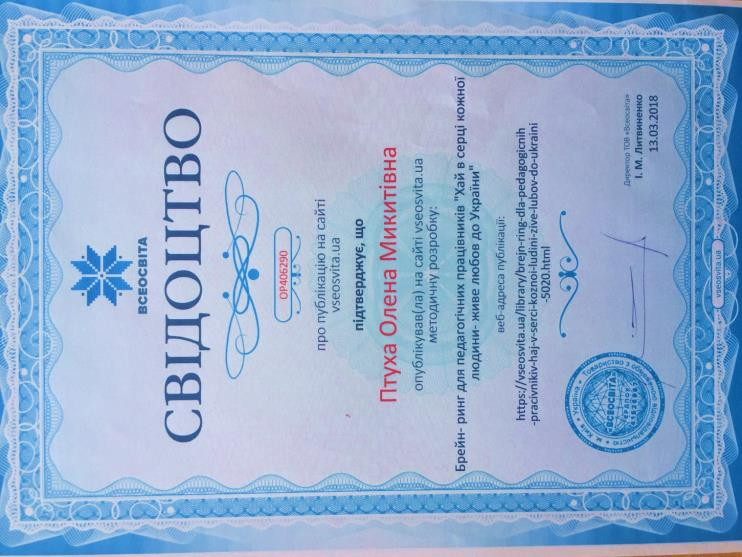 ВСЕОСВІТА
СВІДОЦТВО
OP406290
про публікацію на сайті
vseosvita.ua
підтверджує, що
Птуха Олена Микитівна
опублікував(ла) на сайті vseosvita.ua
методичну розробку:
Брейн- ринг для педагогічних працівників "Хай в серці кожної
людини- живе любов до України"
веб-адреса публікації:
https://vseosvita.ua/library/brejn-ring-dla-pedagogicnih
-pracivnikiv-haj-v-serci-koznoi-ludini-zive-lubov-do-ukraini
-5020.html
Директор ТОВ «Всеосвіта»
І. М. Литвиненко
13.03.2018
ВСЕОСВІТА
vseosvita.ua